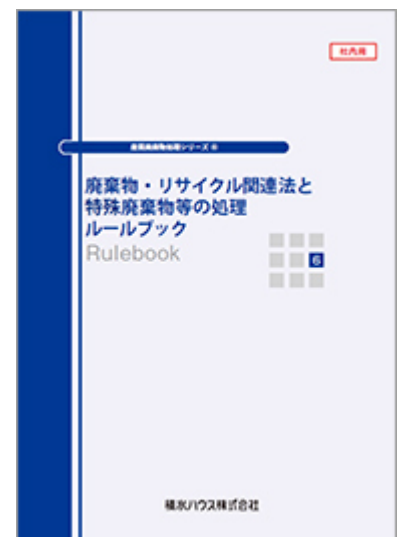 社内用
廃棄物・リサイクル関連法と
特殊廃棄物等の処理
ルールブック
Rulebook
6
積水ハウス株式会社